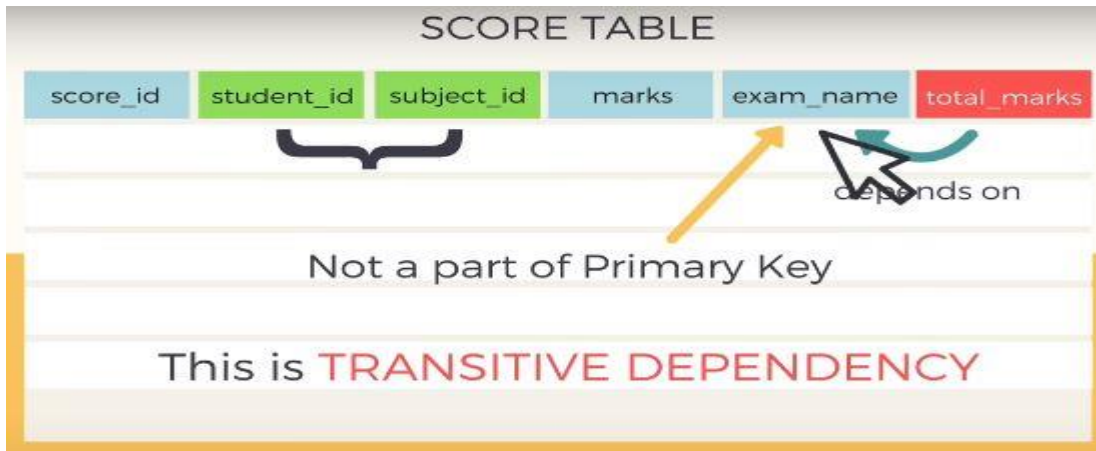 SCORE TABLE
score_id student_id subject_id marks exam_name total_marks
depends on
Not a part of Primary Key
This is TRANSITIVE DEPENDENCY